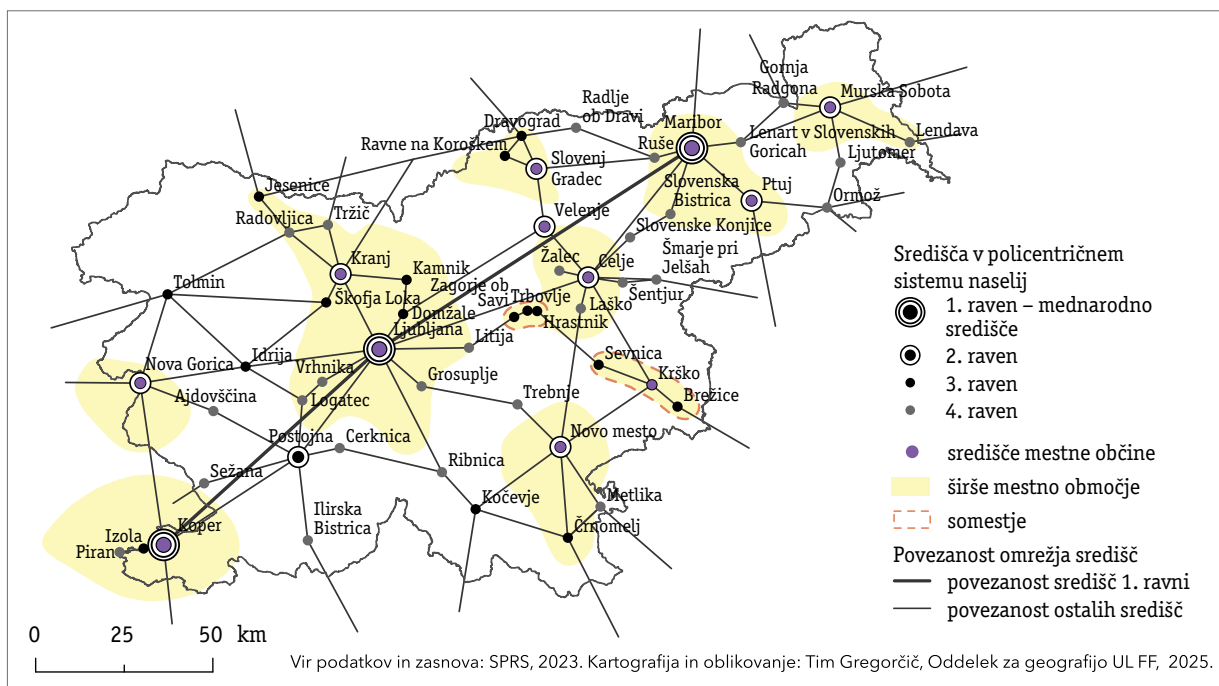 Gornja
Radgona
Murska Sobota
Radlje
ob Dravi
Dravograd
Maribor
Lenart v Slovenskih
Goricah
Lendava
Ravne na Koroškem
Ruše
Ljutomer
Slovenj
Gradec
Jesenice
Slovenska
Bistrica
Ptuj
Ormož
Radovljica
Tržič
Velenje
Slovenske Konjice
Šmarje pri
Jelšah
Kranj
Žalec
Celje
Tolmin
Kamnik
Škofja Loka
Zagorje ob
Savi
Trbovlje
Šentjur
Domžale
Laško
Hrastnik
Ljubljana
Litija
Nova Gorica
Idrija
Vrhnika
Sevnica
Krško
Ajdovščina
Logatec
Grosuplje
Trebnje
Brežice
Postojna
Cerknica
Novo mesto
Sežana
Ribnica
Ilirska
Bistrica
Kočevje
Metlika
Koper
Izola
Piran
Črnomelj
Središča v policentričnem
sistemu naselij
1. raven – mednarodno
središče
2. raven
3. raven
4. raven
središče mestne občine
širše mestno območje
somestje
Povezanost omrežja središč
povezanost središč 1. ravni
povezanost ostalih središč
0 25 50 km
Vir podatkov in zasnova: SPRS, 2023. Kartografija in oblikovanje: Tim Gregorčič, Oddelek za geografijo UL FF, 2025.